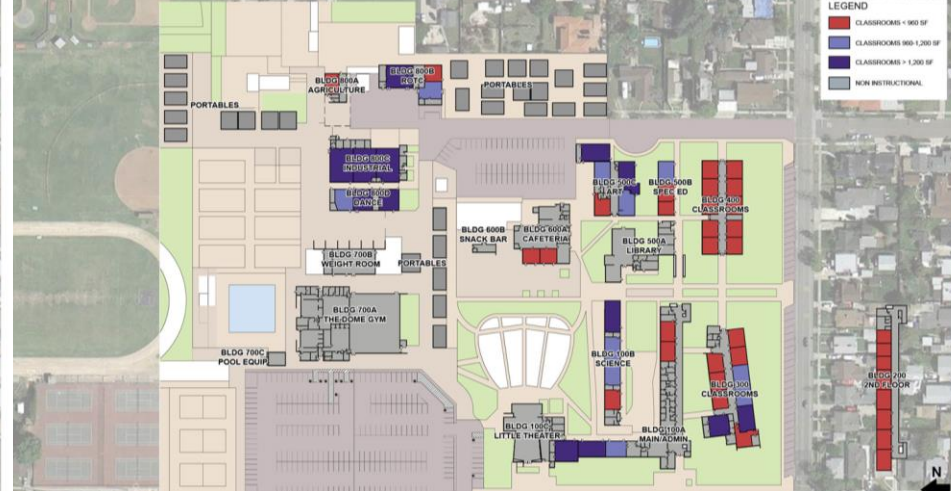 LEGEND
CLASSROOMS < 960 SF
CLASSROOMS 960-1,200 SF
CLASSROOMS > 1,200 SF
NON INSTRUCTIONAL
BLDG 800A
AGRICULTURE
BLDG 800B
ROTC
PORTABLES
PORTABLES
BLDG 800C
INDUSTRIAL
BLDG 800D
DANCE
BLDG 500C
ART
BLDG 500B
SPEC ED
BLDG 400
CLASSROOMS
BLDG 600B
SNACK BAR
BLDG 600A
CAFETERIA
BLDG 500A
LIBRARY
BLDG 700B
WEIGHT ROOM
PORTABLES
BLDG 700A
THE DOME GYM
BLDG 700C
POOL EQUIP
BLDG 100B
SCIENCE
BLDG 300
CLASSROOMS
BLDG 200
2ND FLOOR
BLDG 100C
LITTLE THEATER
BLDG 100A
MAIN/ADMIN
N